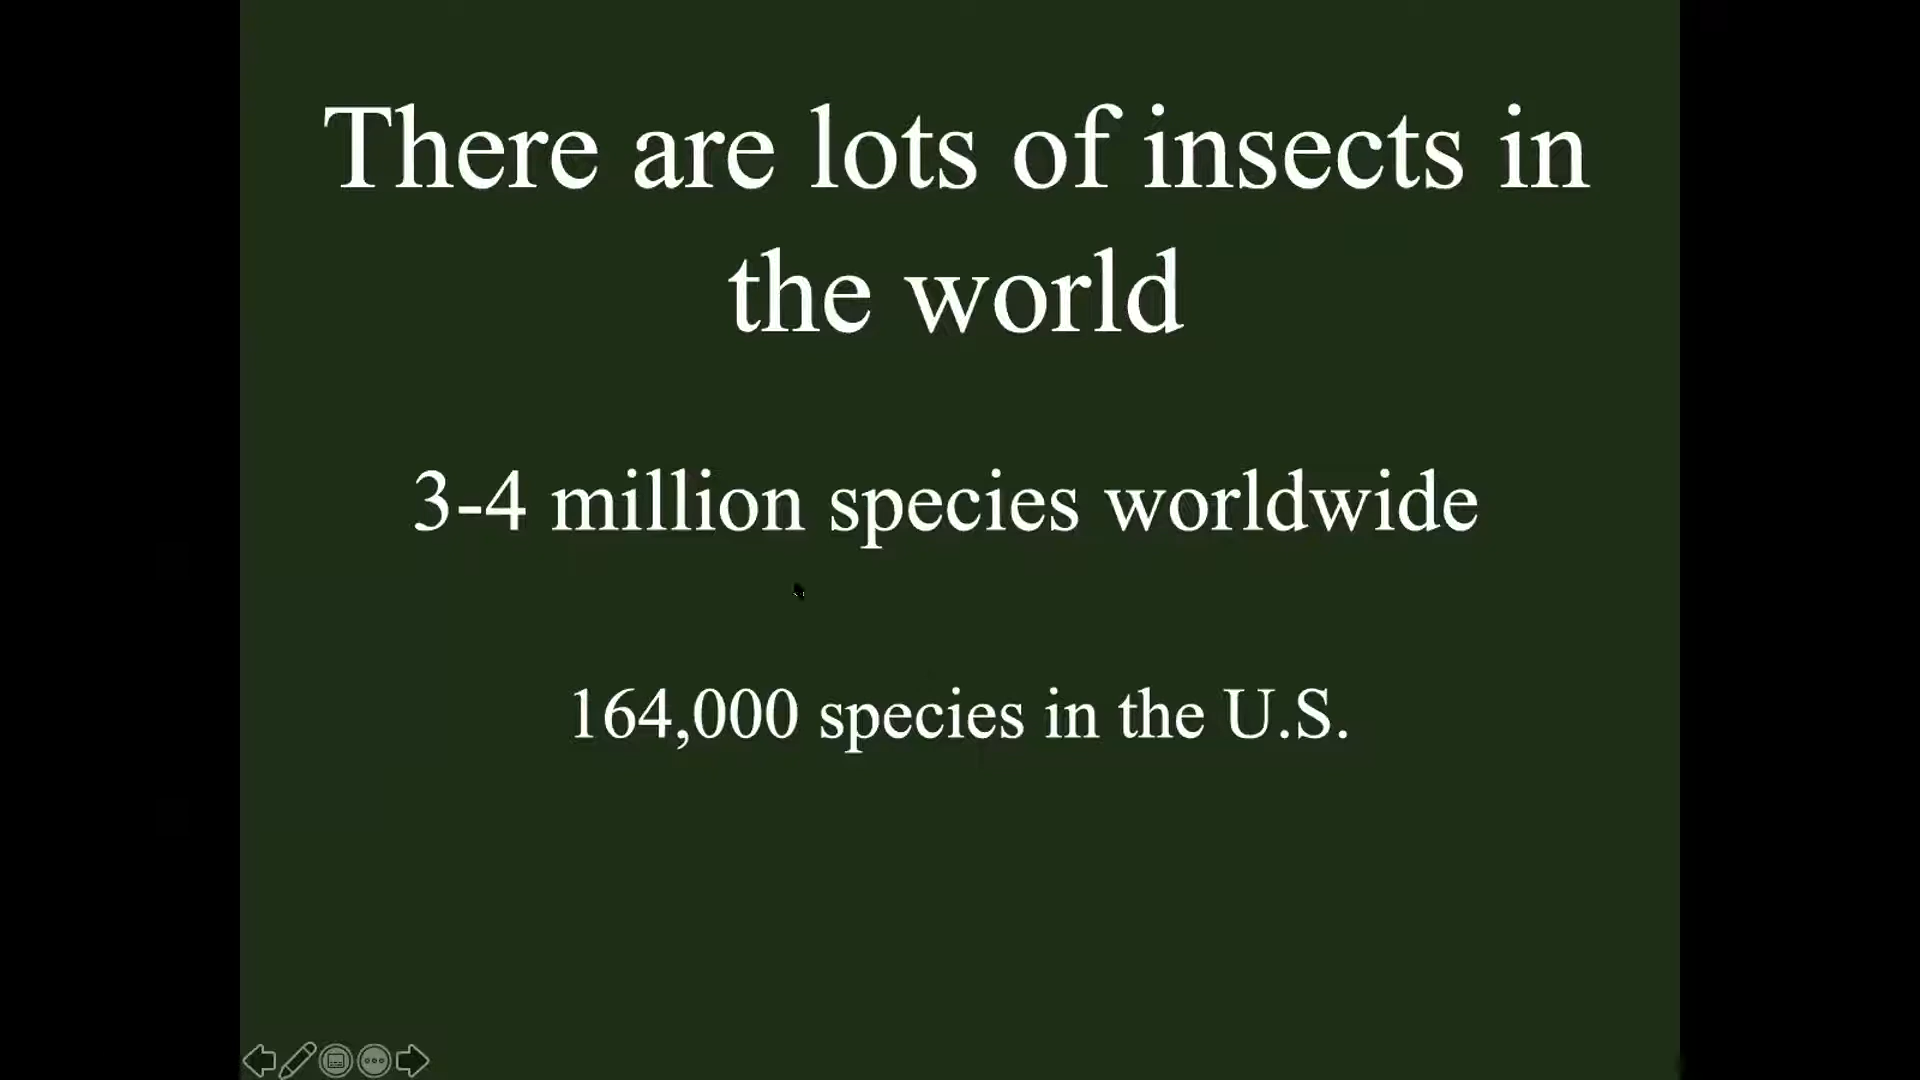 There are lots of insects in
the world
3-4 million species worldwide
164,000 species in the U.S.